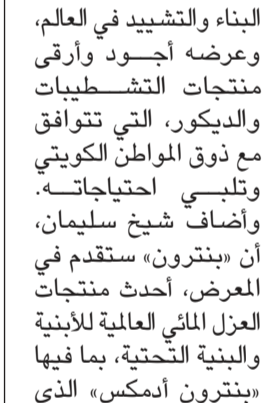 البناء والتشييد في العالم،
وعرضه أجود وأرقى
منتجات التشطيبات
والديكور، التي تتوافق
مع ذوق المواطن الكويتي
وتلبي احتياجاته.
وأضاف شيخ سليمان،
أن «بنترون» ستقدم في
المعرض، أحدث منتجات
العزل المائي العالمية للأبنية
والبنية التحتية، بما فيها
«بنترون أدمكس» الذي